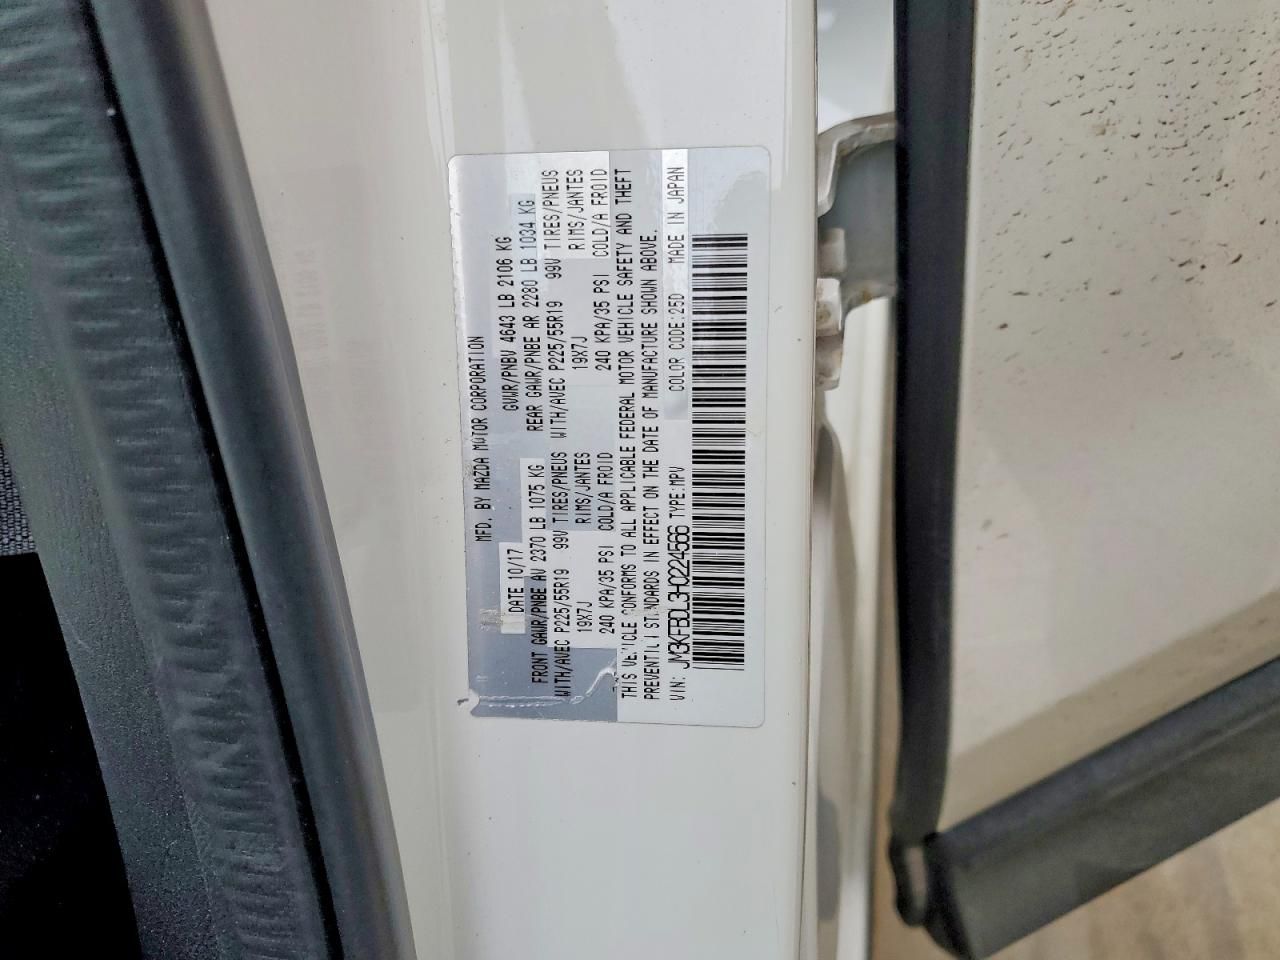 MFD. BY MAZDA MOTOR CORPORATION
DATE 10/17 GVWR/PNBV 4643 LB 2106 KG
FRONT GAWR/PNBE AV 2370 LB 1075 KG REAR GAWR/PNBE AR 2280 LB 1034 KG
WITH/AVEC P225/55R19 99V TIRES/PNEUS WITH/AVEC P225/55R19 99V TIRES/PNEUS
19X7J RIMS/JANTES 19X7J RIMS/JANTES
240 KPA/35 PSI COLD/A FROID 240 KPA/35 PSI COLD/A FROID
THIS VEHICLE CONFORMS TO ALL APPLICABLE FEDERAL MOTOR VEHICLE SAFETY AND THEFT
PREVENTION STANDARDS IN EFFECT ON THE DATE OF MANUFACTURE SHOWN ABOVE.
VIN: JM3KFBDL3H0224566 TYPE:MPV COLOR CODE:25D MADE IN JAPAN